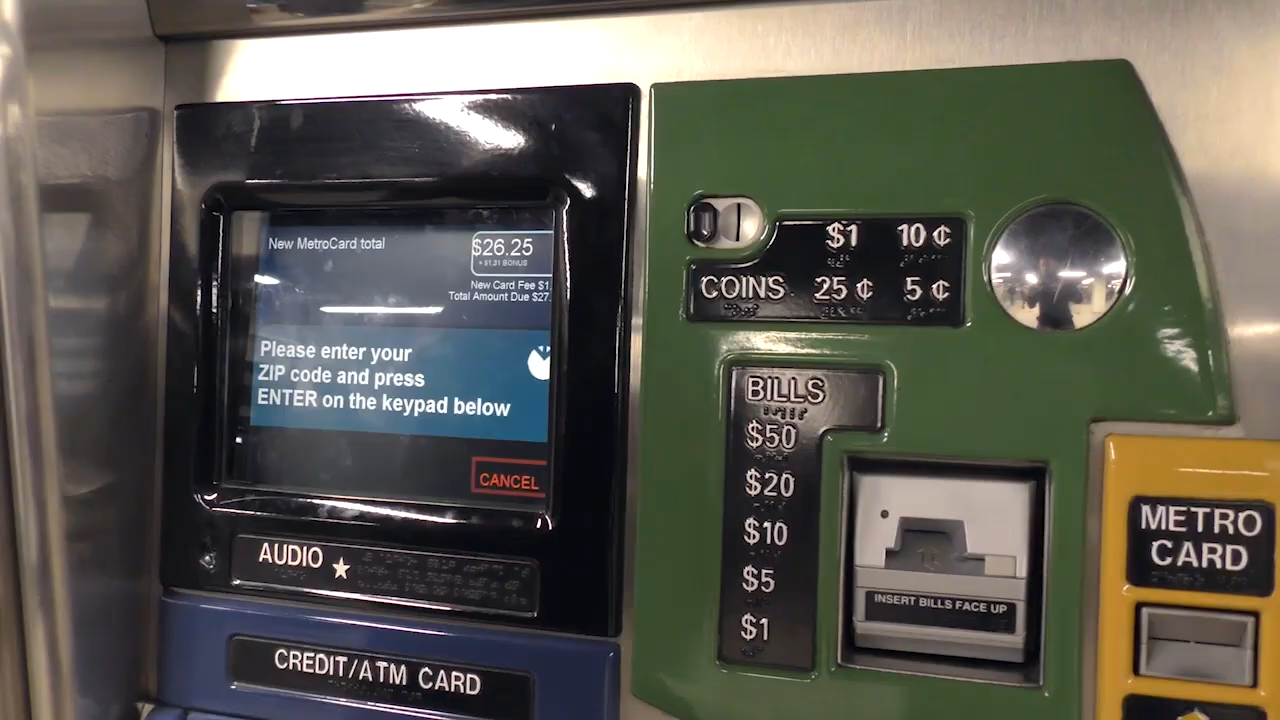 New MetroCard total
$26.25
+ $1.31 BONUS
New Card Fee $1.
Total Amount Due $27.
Please enter your
ZIP code and press
ENTER on the keypad below
CANCEL
AUDIO ★
CREDIT/ATM CARD
$1 10¢
COINS 25¢ 5¢
BILLS
$50
$20
$10
$5
$1
INSERT BILLS FACE UP
METRO
CARD